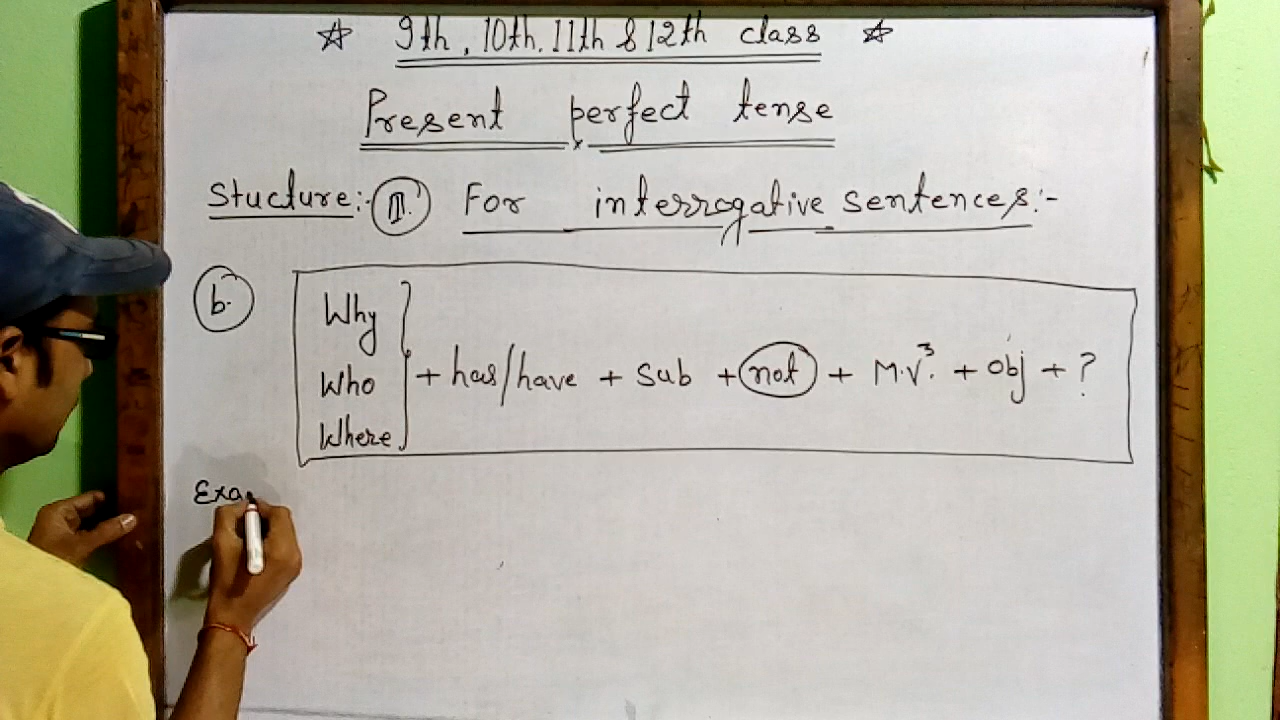 ☆ 9th, 10th, 11th & 12th class ☆
Present perfect tense
Stucture:- II. For interrogative sentences:-
b.
Why
Who
Where
+ has/have + sub + not + M.V³. + obj + ?
Exa